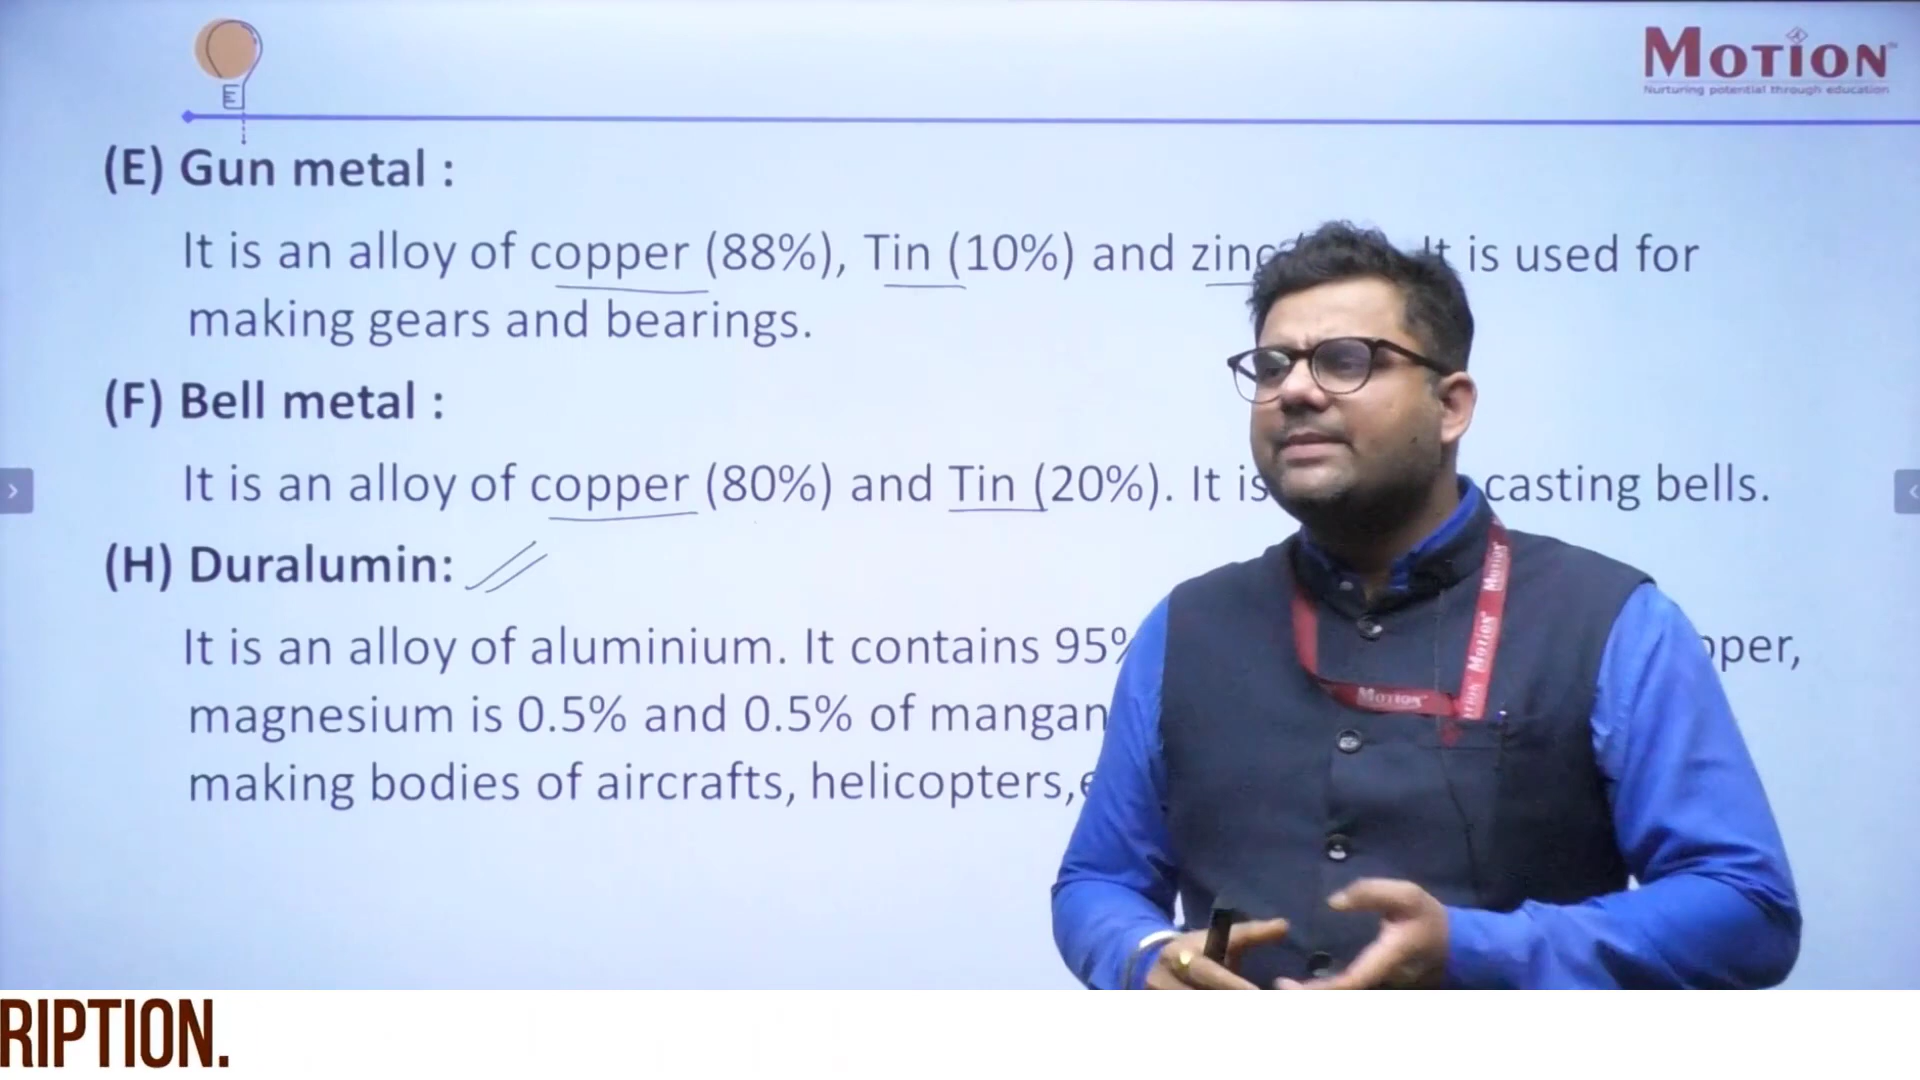 MOTION
Nurturing potential through education
(E) Gun metal :
It is an alloy of copper (88%), Tin (10%) and zinc It is used for
making gears and bearings.
(F) Bell metal :
It is an alloy of copper (80%) and Tin (20%). It is casting bells.
(H) Duralumin:
It is an alloy of aluminium. It contains 95%
magnesium is 0.5% and 0.5% of mangan
making bodies of aircrafts, helicopters,
MOTION
MOTION
MOTION
RIPTION.